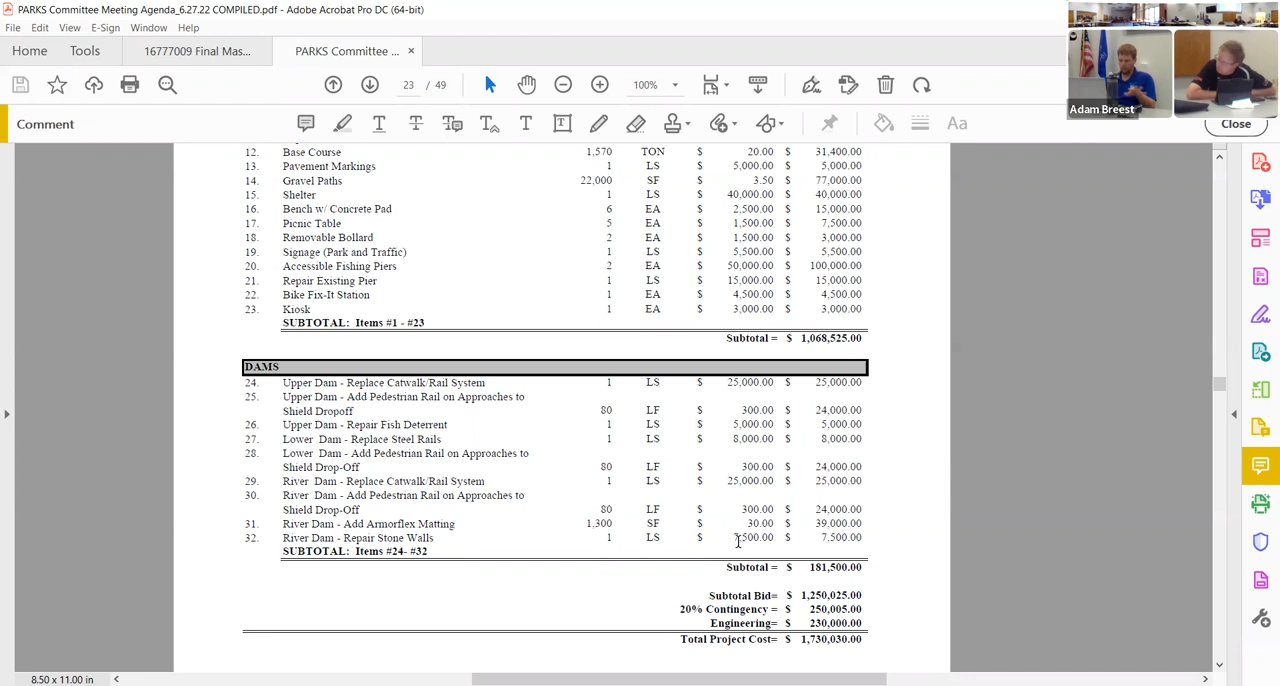 PARKS Committee Meeting Agenda_6.27.22 COMPILED.pdf - Adobe Acrobat Pro DC (64-bit)
File Edit View E-Sign Window Help
Home Tools 16777009 Final Mas... PARKS Committee ... ×
23 / 49 100%
Adam Breest
Comment Close
12. Base Course 1,570 TON $ 20.00 $ 31,400.00
13. Pavement Markings 1 LS $ 5,000.00 $ 5,000.00
14. Gravel Paths 22,000 SF $ 3.50 $ 77,000.00
15. Shelter 1 LS $ 40,000.00 $ 40,000.00
16. Bench w/ Concrete Pad 6 EA $ 2,500.00 $ 15,000.00
17. Picnic Table 5 EA $ 1,500.00 $ 7,500.00
18. Removable Bollard 2 EA $ 1,500.00 $ 3,000.00
19. Signage (Park and Traffic) 1 LS $ 5,500.00 $ 5,500.00
20. Accessible Fishing Piers 2 EA $ 50,000.00 $ 100,000.00
21. Repair Existing Pier 1 LS $ 15,000.00 $ 15,000.00
22. Bike Fix-It Station 1 EA $ 4,500.00 $ 4,500.00
23. Kiosk 1 EA $ 3,000.00 $ 3,000.00
SUBTOTAL: Items #1 - #23
Subtotal = $ 1,068,525.00
DAMS
24. Upper Dam - Replace Catwalk/Rail System 1 LS $ 25,000.00 $ 25,000.00
25. Upper Dam - Add Pedestrian Rail on Approaches to
Shield Dropoff 80 LF $ 300.00 $ 24,000.00
26. Upper Dam - Repair Fish Deterrent 1 LS $ 5,000.00 $ 5,000.00
27. Lower Dam - Replace Steel Rails 1 LS $ 8,000.00 $ 8,000.00
28. Lower Dam - Add Pedestrian Rail on Approaches to
Shield Drop-Off 80 LF $ 300.00 $ 24,000.00
29. River Dam - Replace Catwalk/Rail System 1 LS $ 25,000.00 $ 25,000.00
30. River Dam - Add Pedestrian Rail on Approaches to
Shield Drop-Off 80 LF $ 300.00 $ 24,000.00
31. River Dam - Add Armorflex Matting 1,300 SF $ 30.00 $ 39,000.00
32. River Dam - Repair Stone Walls 1 LS $ 7,500.00 $ 7,500.00
SUBTOTAL: Items #24- #32
Subtotal = $ 181,500.00
Subtotal Bid= $ 1,250,025.00
20% Contingency = $ 250,005.00
Engineering= $ 230,000.00
Total Project Cost= $ 1,730,030.00
8.50 x 11.00 in